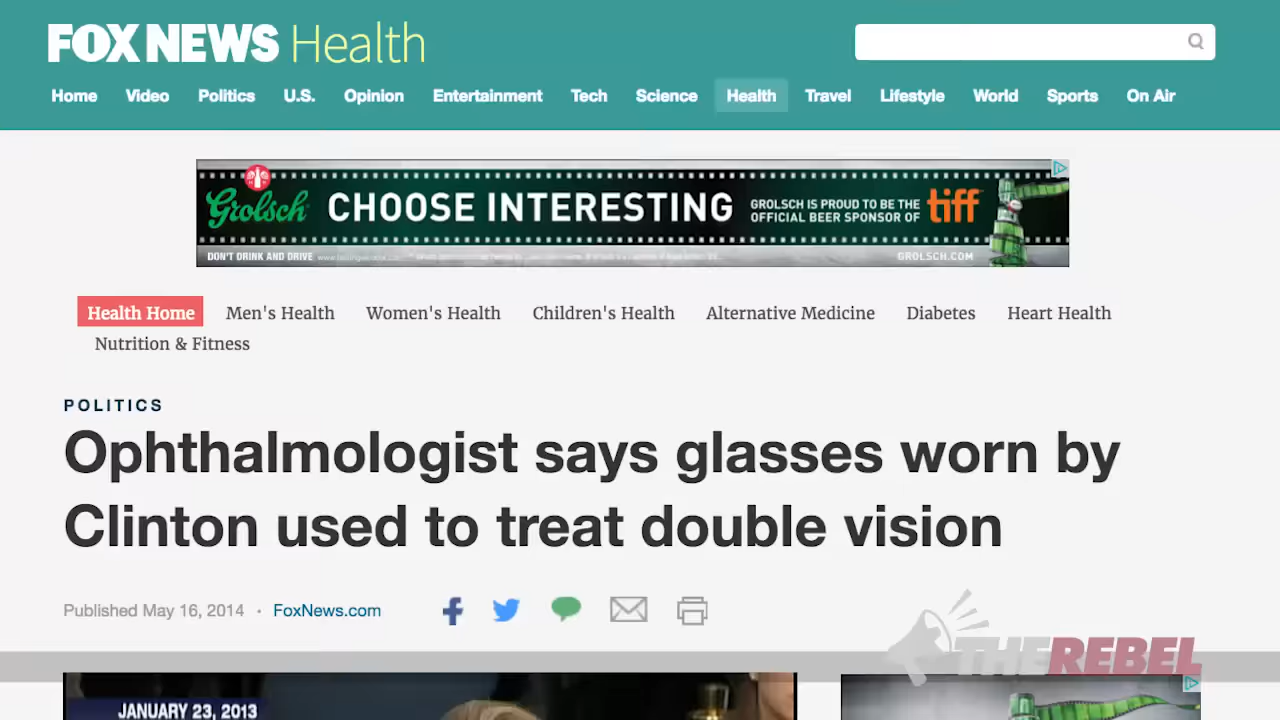 FOX NEWS Health
Home Video Politics U.S. Opinion Entertainment Tech Science Health Travel Lifestyle World Sports On Air
Grolsch CHOOSE INTERESTING GROLSCH IS PROUD TO BE THE
OFFICIAL BEER SPONSOR OF tiff
DON'T DRINK AND DRIVE GROLSCH.COM
Health Home Men's Health Women's Health Children's Health Alternative Medicine Diabetes Heart Health
Nutrition & Fitness
POLITICS
Ophthalmologist says glasses worn by
Clinton used to treat double vision
Published May 16, 2014 · FoxNews.com
THE REBEL
JANUARY 23, 2013